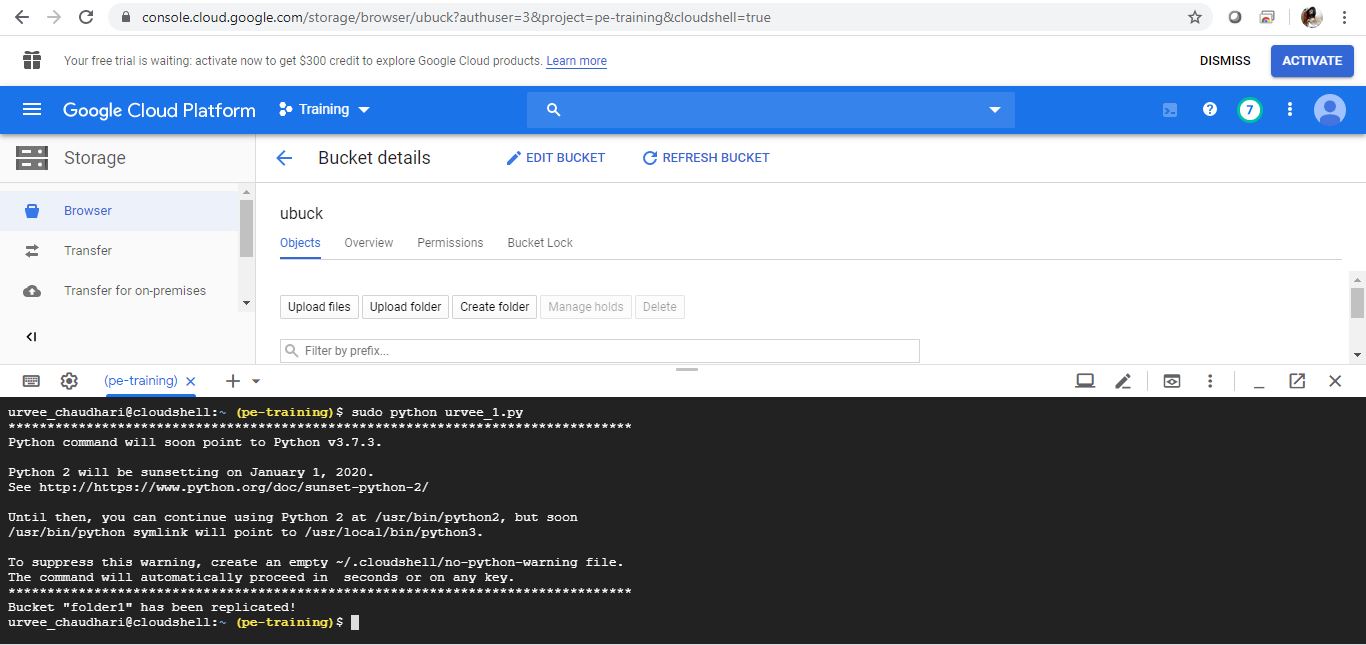 console.cloud.google.com/storage/browser/ubuck?authuser=3&project=pe-training&cloudshell=true
Your free trial is waiting: activate now to get $300 credit to explore Google Cloud products. Learn more
DISMISS
ACTIVATE
Google Cloud Platform
Training
7
Storage
Bucket details
EDIT BUCKET
REFRESH BUCKET
Browser
Transfer
Transfer for on-premises
ubuck
Objects
Overview
Permissions
Bucket Lock
Upload files
Upload folder
Create folder
Manage holds
Delete
Filter by prefix...
(pe-training)
urvee_chaudhari@cloudshell:~ (pe-training)$ sudo python urvee_1.py
********************************************************************************
Python command will soon point to Python v3.7.3.
Python 2 will be sunsetting on January 1, 2020.
See http://https://www.python.org/doc/sunset-python-2/
Until then, you can continue using Python 2 at /usr/bin/python2, but soon
/usr/bin/python symlink will point to /usr/local/bin/python3.
To suppress this warning, create an empty ~/.cloudshell/no-python-warning file.
The command will automatically proceed in  seconds or on any key.
********************************************************************************
Bucket "folder1" has been replicated!
urvee_chaudhari@cloudshell:~ (pe-training)$